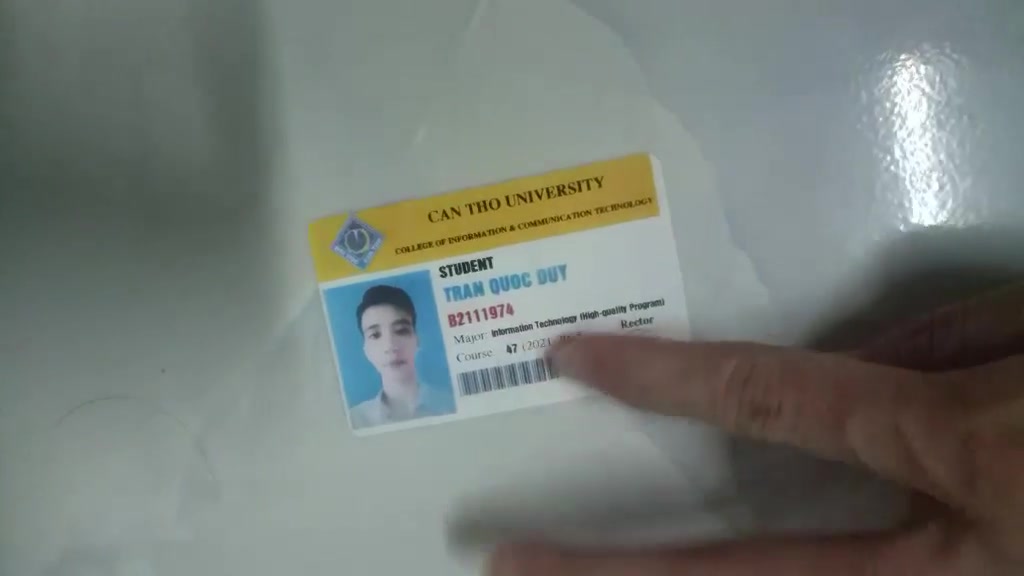 CAN THO UNIVERSITY
COLLEGE OF INFORMATION & COMMUNICATION TECHNOLOGY
STUDENT
TRAN QUOC DUY
B2111974
Major: Information Technology (High-quality Program)
Course 47 (2021
Rector